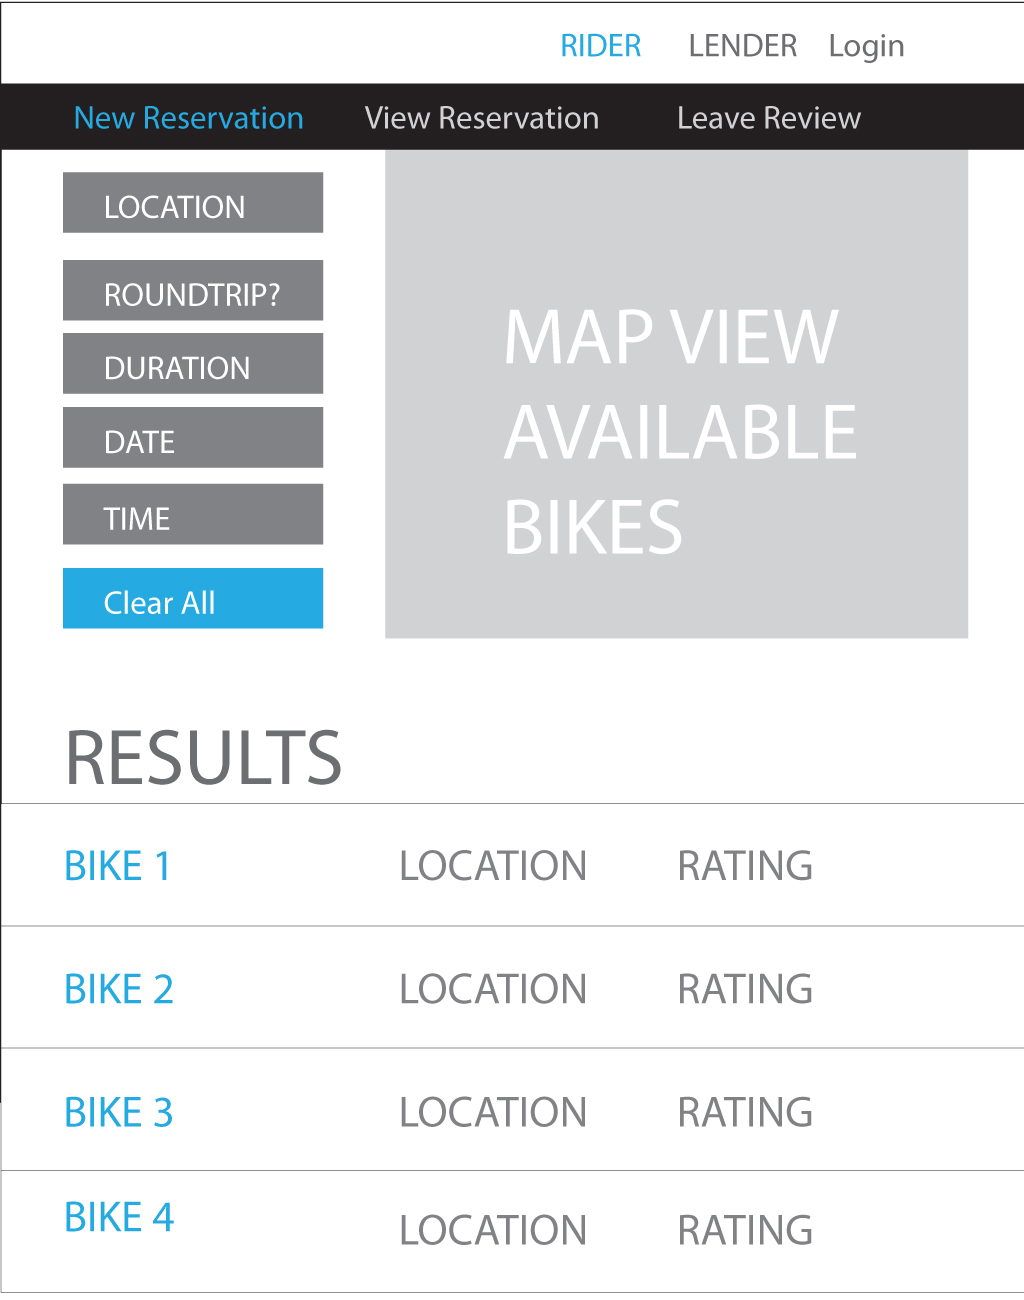 RIDER LENDER Login
New Reservation View Reservation Leave Review
LOCATION
ROUNDTRIP?
DURATION
DATE
TIME
Clear All
MAP VIEW
AVAILABLE
BIKES
RESULTS
BIKE 1 LOCATION RATING
BIKE 2 LOCATION RATING
BIKE 3 LOCATION RATING
BIKE 4 LOCATION RATING